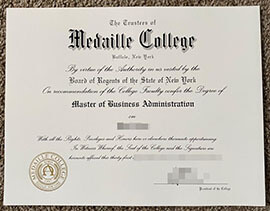 The Trustees of
Medaille College
Buffalo, New York
By virtue of the Authority in us vested by the
Board of Regents of the State of New York
On recommendation of the College Faculty confer the Degree of
Master of Business Administration
on
With all the Rights, Privileges and Honors here or elsewhere thereunto appertaining
In Witness Whereof, the Seal of the College and the Signature
hereunto affixed this thirty first
President of the College
MEDAILLE COLLEGE